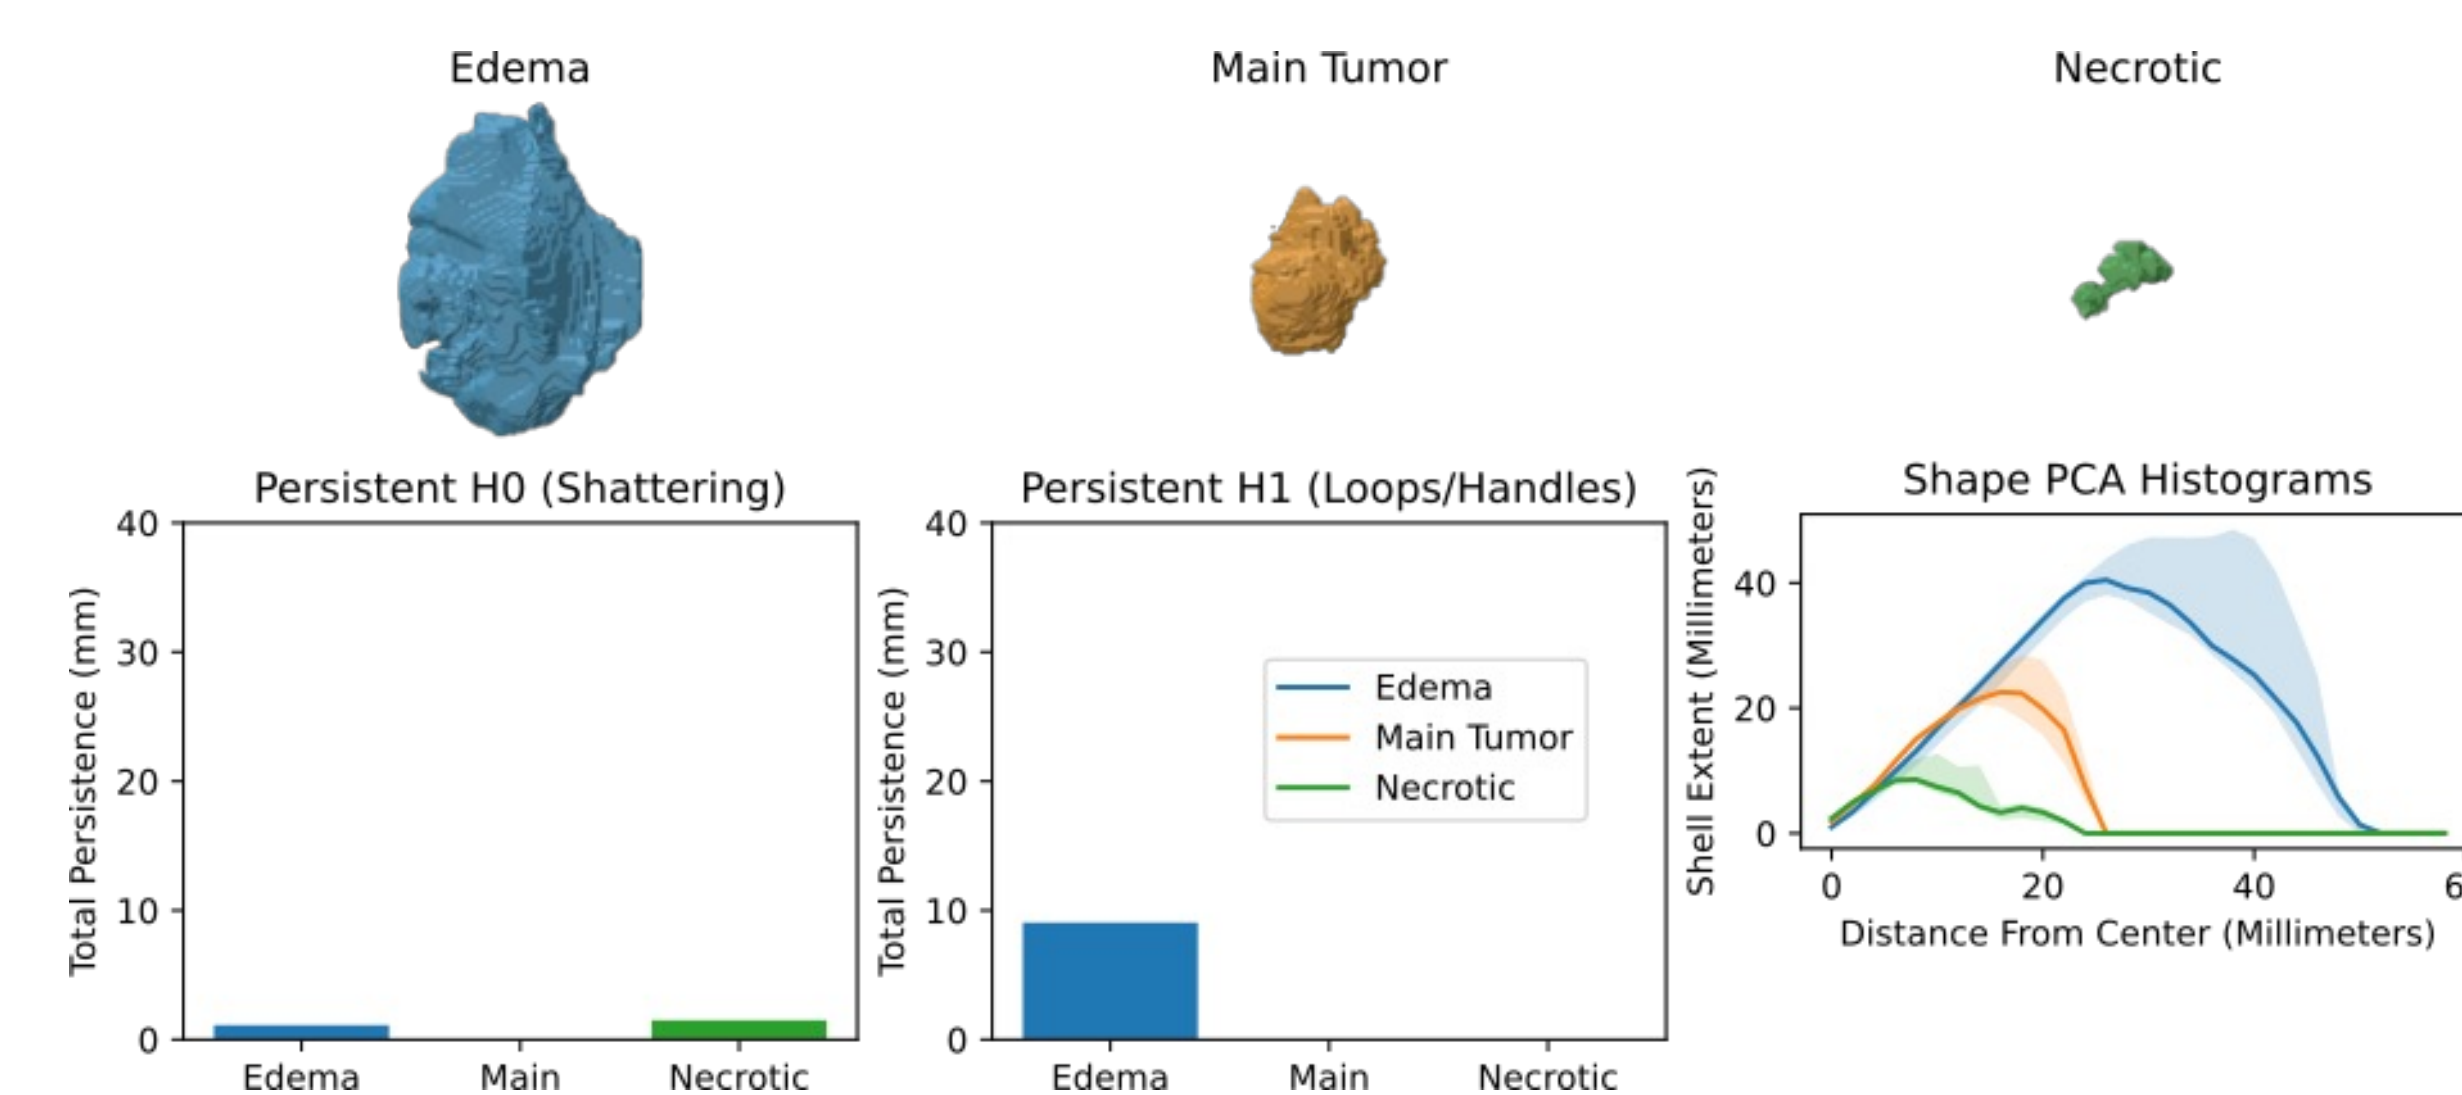 Edema
Main Tumor
Necrotic
Persistent H0 (Shattering)
Total Persistence (mm)
40
30
20
10
0
Edema
Main
Necrotic
Persistent H1 (Loops/Handles)
Total Persistence (mm)
40
30
20
10
0
Edema
Main Tumor
Necrotic
Edema
Main
Necrotic
Shape PCA Histograms
Shell Extent (Millimeters)
40
20
0
0
20
40
6
Distance From Center (Millimeters)